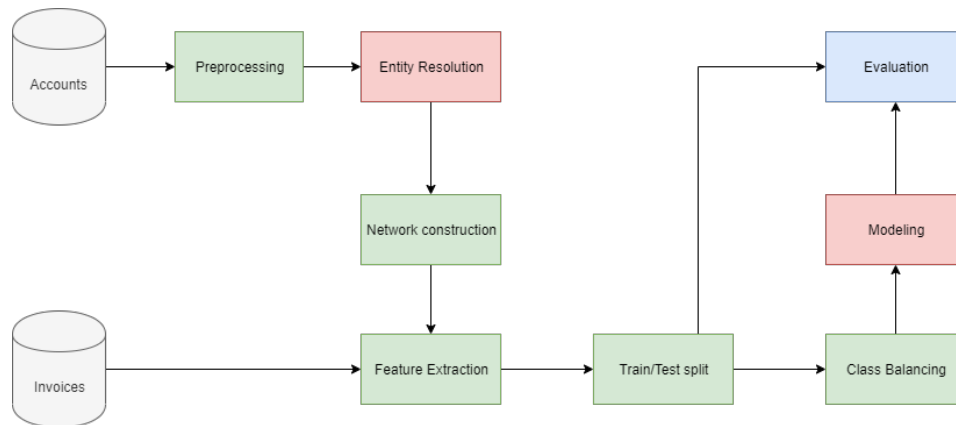 Accounts
Preprocessing
Entity Resolution
Evaluation
Network construction
Modeling
Invoices
Feature Extraction
Train/Test split
Class Balancing